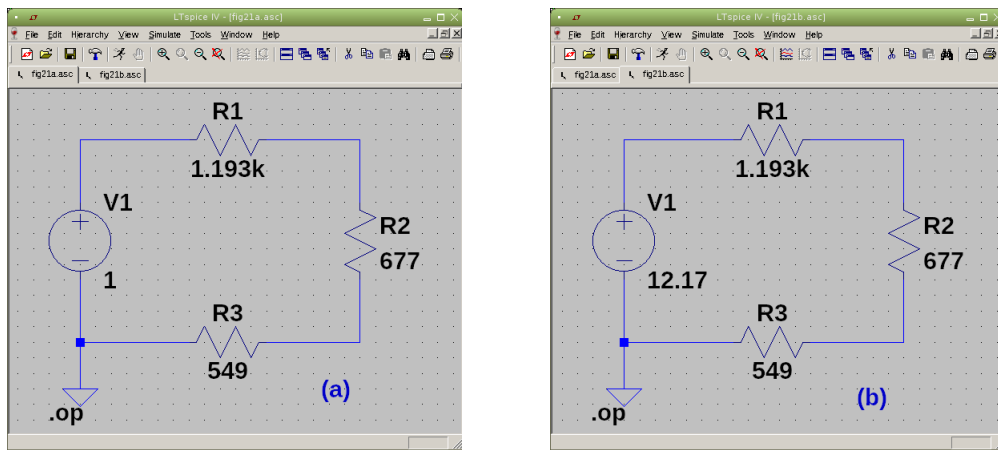 LTspice IV - [fig21a.asc]
File Edit Hierarchy View Simulate Tools Window Help
fig21a.asc fig21b.asc
R1
1.193k
V1
1
R2
677
R3
549
(a)
.op
LTspice IV - [fig21b.asc]
File Edit Hierarchy View Simulate Tools Window Help
fig21a.asc fig21b.asc
R1
1.193k
V1
12.17
R2
677
R3
549
(b)
.op